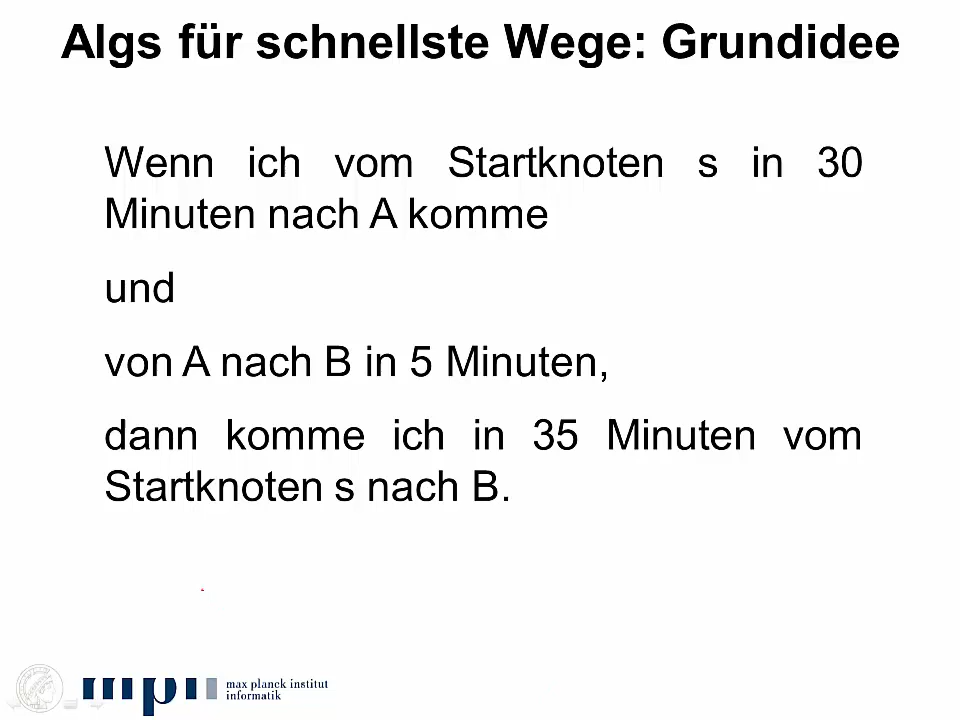 Algs für schnellste Wege: Grundidee
Wenn ich vom Startknoten s in 30
Minuten nach A komme
und
von A nach B in 5 Minuten,
dann komme ich in 35 Minuten vom
Startknoten s nach B.
mpii
max planck institut
informatik